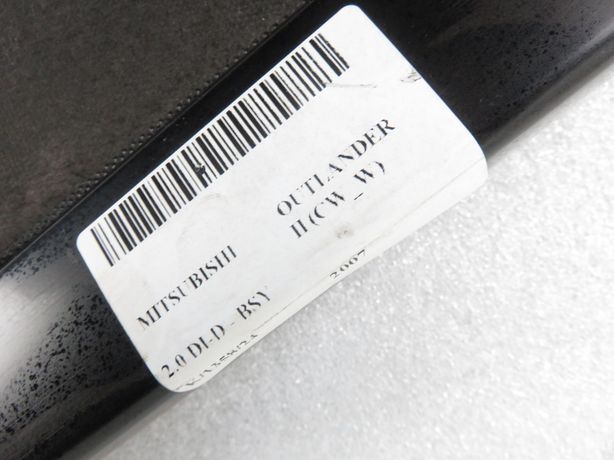 MITSUBISHI OUTLANDER
II (CW_W)
2.0 DI-D - BSY 2007